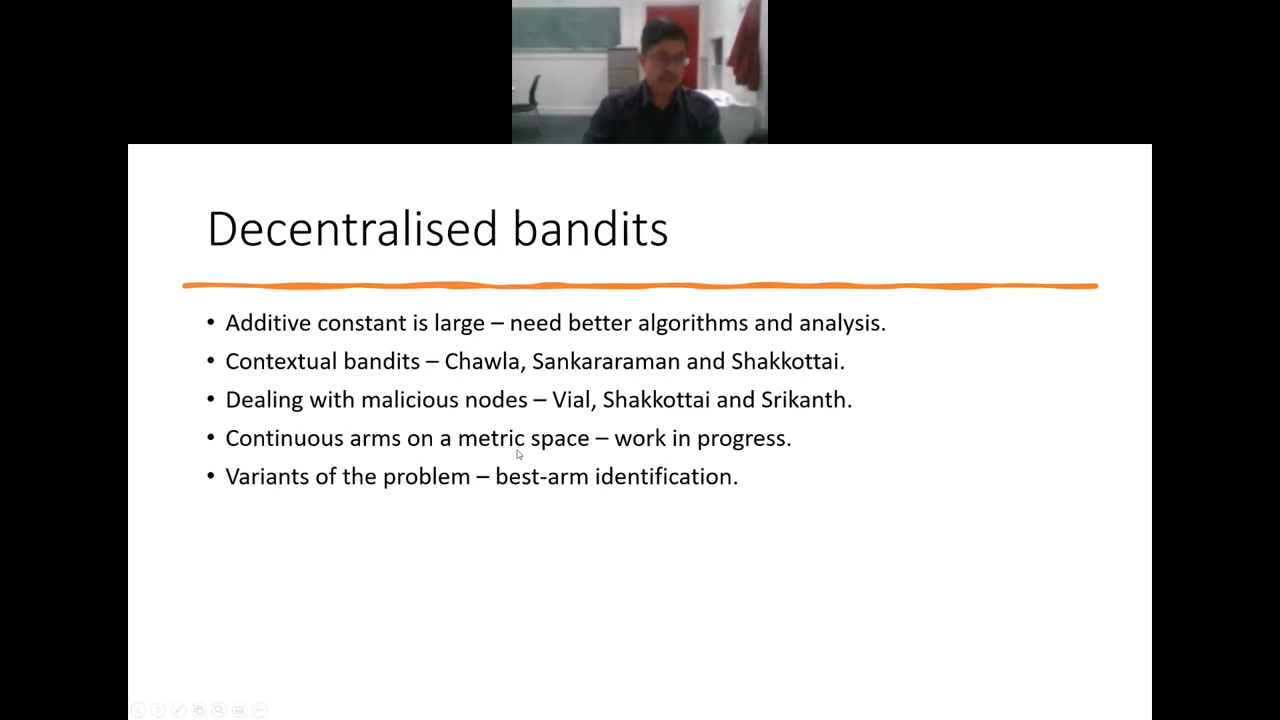 Decentralised bandits
• Additive constant is large – need better algorithms and analysis.
• Contextual bandits – Chawla, Sankararaman and Shakkottai.
• Dealing with malicious nodes – Vial, Shakkottai and Srikanth.
• Continuous arms on a metric space – work in progress.
• Variants of the problem – best-arm identification.